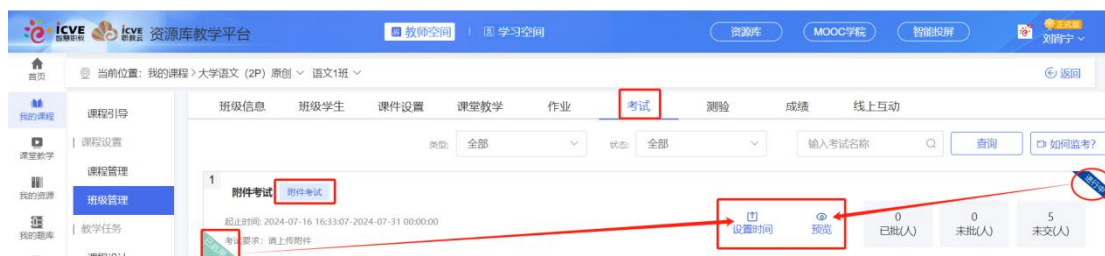 icve 智慧职教 icve 职教云 资源库教学平台 教师空间 学习空间 资源库 MOOC学院 智能投屏 正式版 刘肖宁
首页 当前位置：我的课程>大学语文（2P）原创 语文1班 返回
我的课程 课程引导 班级信息 班级学生 课件设置 课堂教学 作业 考试 测验 成绩 线上互动
课程设置 类型: 全部 状态: 全部 输入考试名称 查询 如何监考?
课堂教学 课程管理
1 附件考试 附件考试 进行中
我的资源 班级管理
起止时间: 2024-07-16 16:33:07-2024-07-31 00:00:00 设置时间 预览 0 已批(人) 0 未批(人) 5 未交(人)
我的题库 教学任务
考试要求：请上传附件